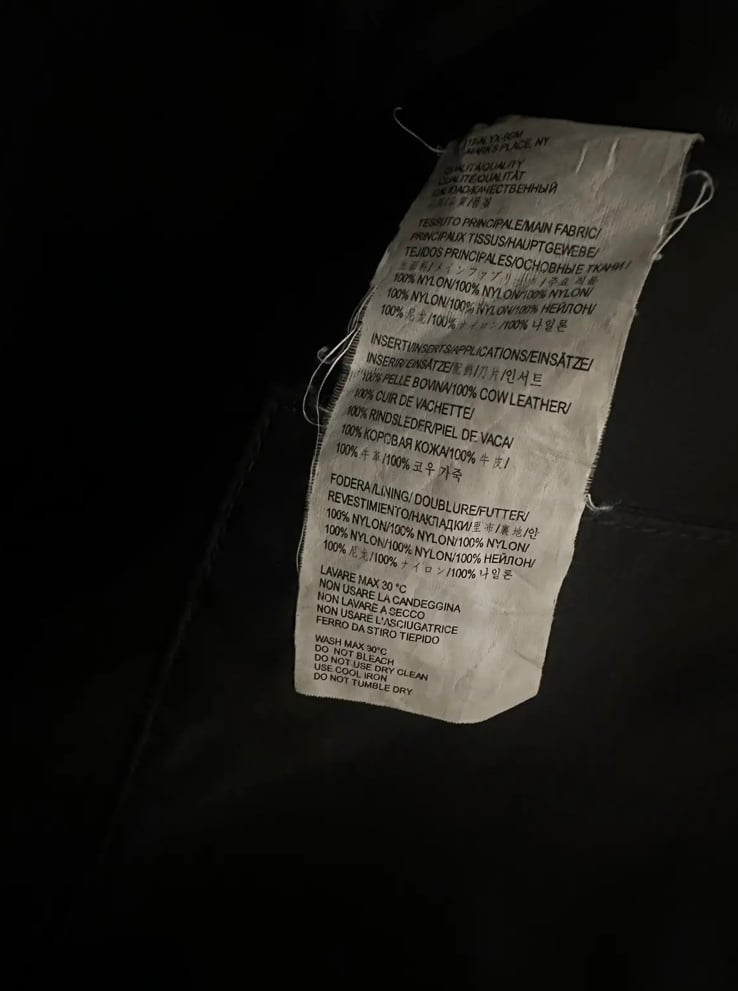 MARKS PLACE, NY
QUALITÀ/QUALITY
QUALITÉ/QUALITÄT
CALIDAD/КАЧЕСТВЕННЫЙ
TESSUTO PRINCIPALE/MAIN FABRIC/
PRINCIPAUX TISSUS/HAUPTGEWEBE/
TEJIDOS PRINCIPALES/ОСНОВНЫЕ ТКАНИ/
100% NYLON/100% NYLON/100% NYLON/
100% NYLON/100% NYLON/100% НЕЙЛОН/
100% 尼龙/100% ナイロン/100% 나일론
INSERTI/INSERTS/APPLICATIONS/EINSÄTZE/
INSERIR/EINSÄTZE/配飾/刀片/인서트
100% PELLE BOVINA/100% COW LEATHER/
100% CUIR DE VACHETTE/
100% RINDSLEDER/PIEL DE VACA/
100% КОРОВАЯ КОЖА/100% 牛皮/
100% 牛革/100% 코우 가죽
FODERA/LINING/ DOUBLURE/FUTTER/
REVESTIMIENTO/НАКЛАДКИ/里布/裏地/안
100% NYLON/100% NYLON/100% NYLON/
100% NYLON/100% NYLON/100% НЕЙЛОН/
100% 尼龙/100% ナイロン/100% 나일론
LAVARE MAX 30 °C
NON USARE LA CANDEGGINA
NON LAVARE A SECCO
NON USARE L'ASCIUGATRICE
FERRO DA STIRO TIEPIDO
WASH MAX 30°C
DO NOT BLEACH
DO NOT USE DRY CLEAN
USE COOL IRON
DO NOT TUMBLE DRY